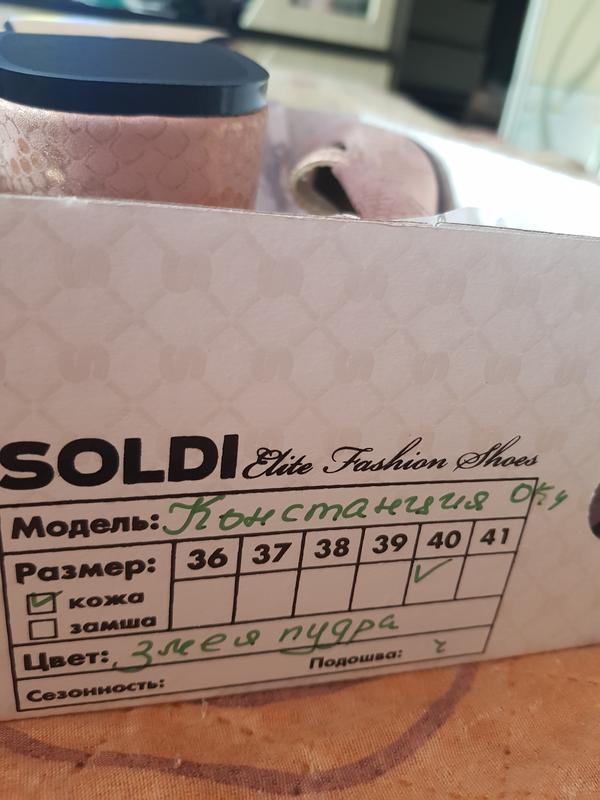 SOLDI Elite Fashion Shoes
Модель: Констанция
Размер: 36 37 38 39 40 41
✓ кожа ✓
замша
Цвет: Змея пудра
Подошва: ч
Сезонность: